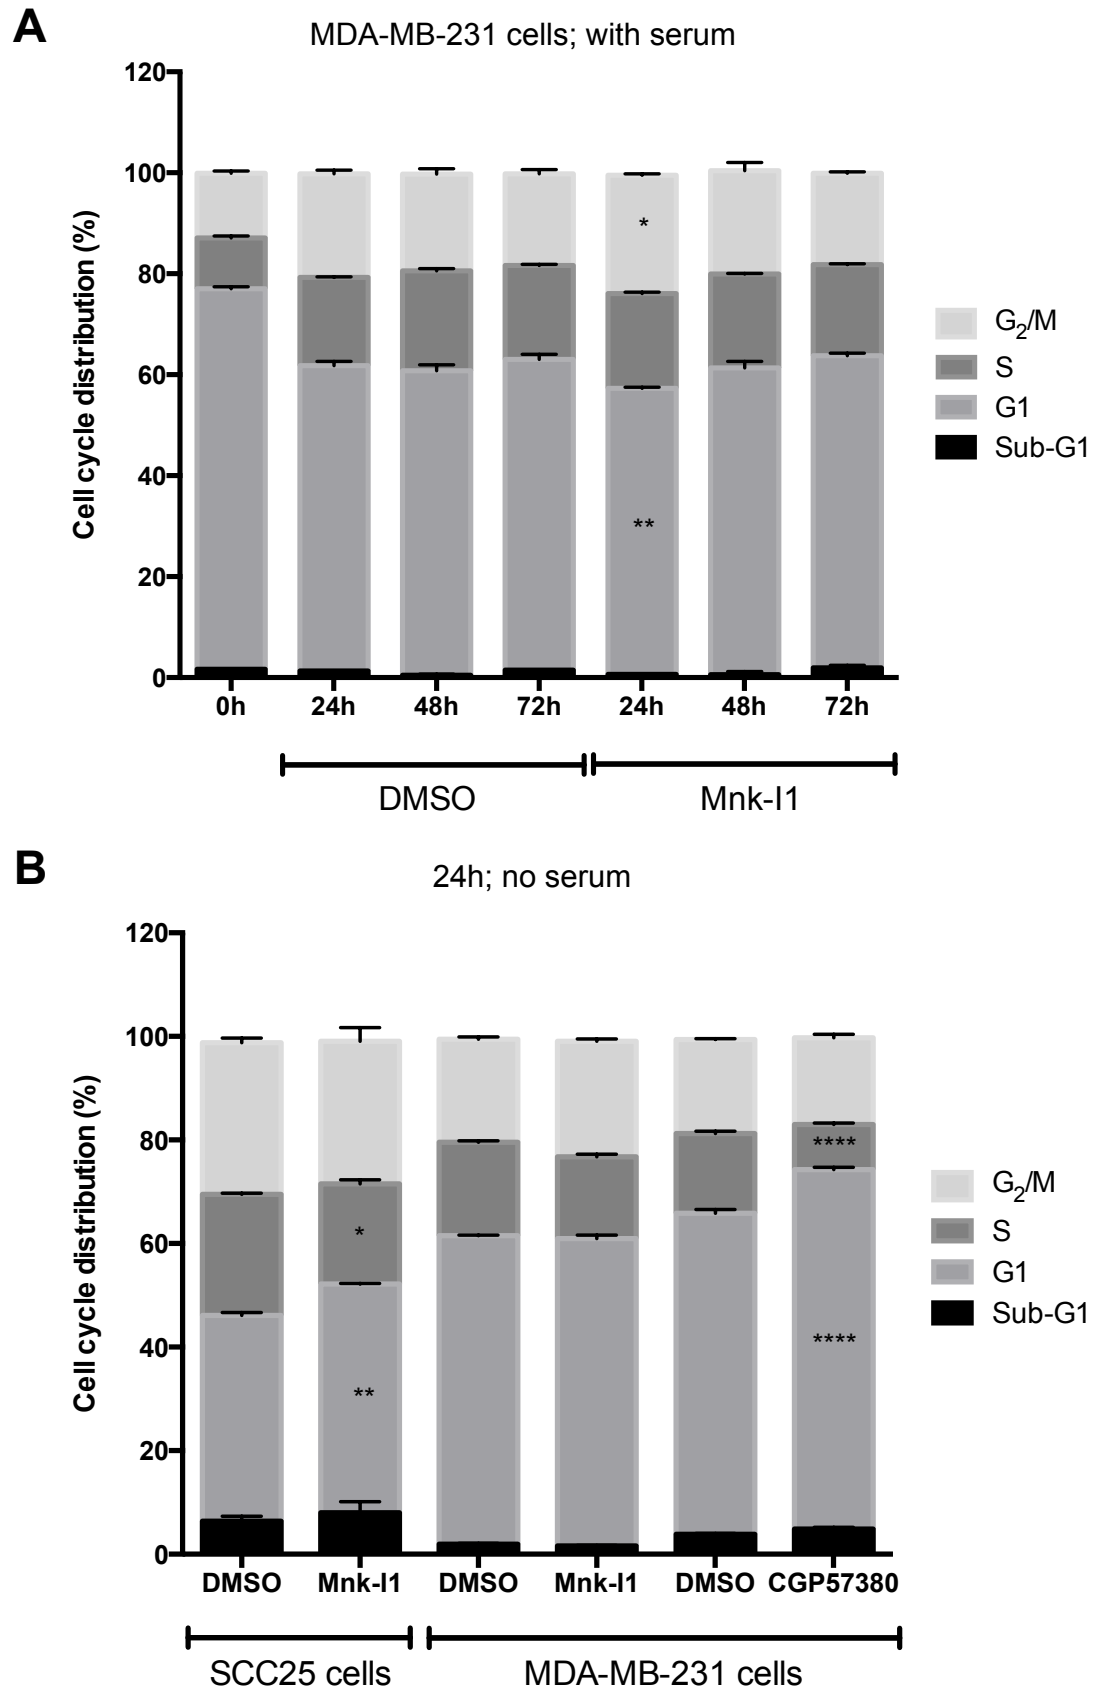 A
MDA-MB-231 cells; with serum
Cell cycle distribution (%)
120
100
80
60
40
20
0
*
**
0h 24h 48h 72h 24h 48h 72h
DMSO Mnk-I1
G2/M
S
G1
Sub-G1
B
24h; no serum
Cell cycle distribution (%)
120
100
80
60
40
20
0
*
**
****
****
DMSO Mnk-I1 DMSO Mnk-I1 DMSO CGP57380
SCC25 cells MDA-MB-231 cells
G2/M
S
G1
Sub-G1